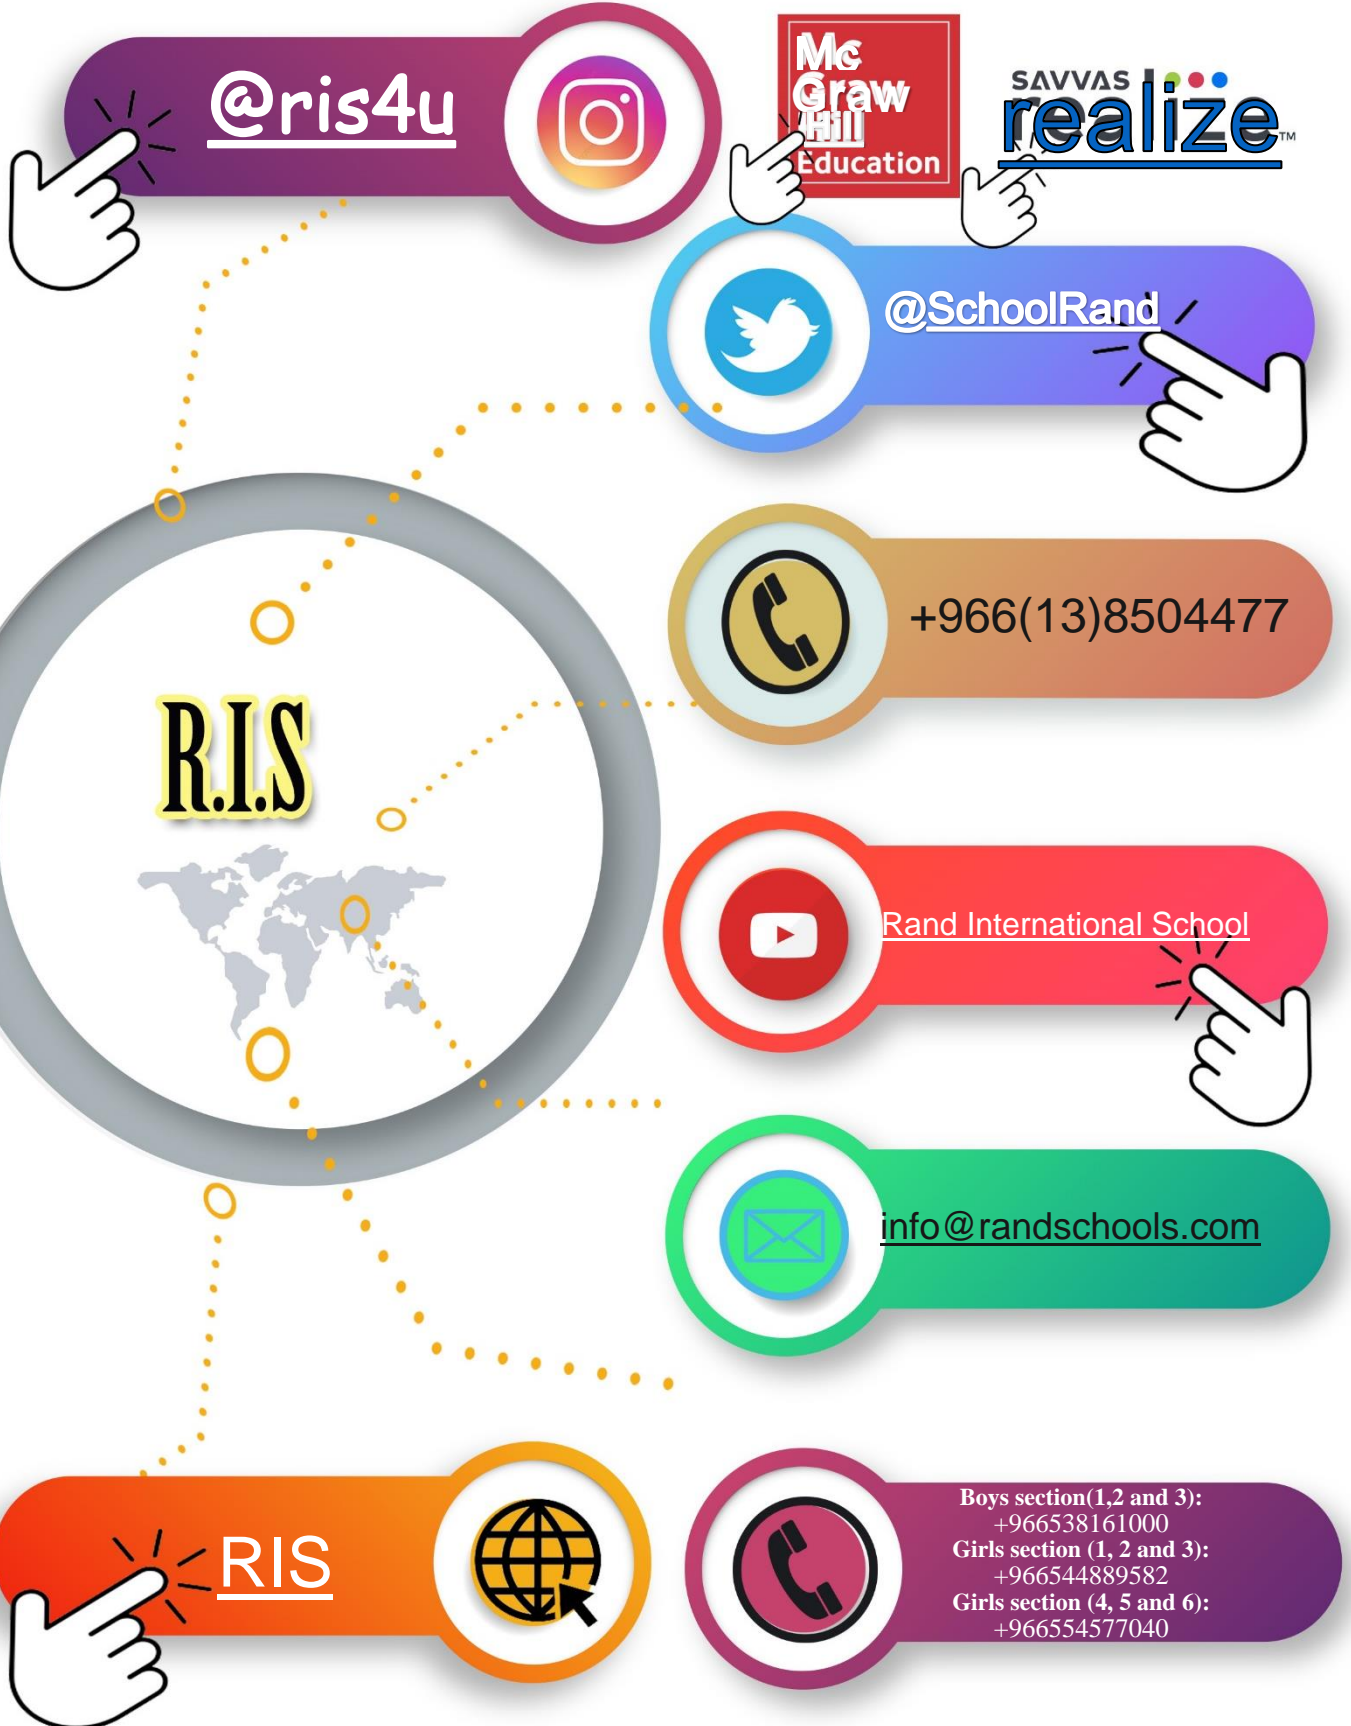 @ris4u
Mc
Graw
Hill
Education
SAVVAS
realize™
@SchoolRand
+966(13)8504477
R.I.S
Rand International School
info@randschools.com
RIS
Boys section(1,2 and 3):
+966538161000
Girls section (1, 2 and 3):
+966544889582
Girls section (4, 5 and 6):
+966554577040